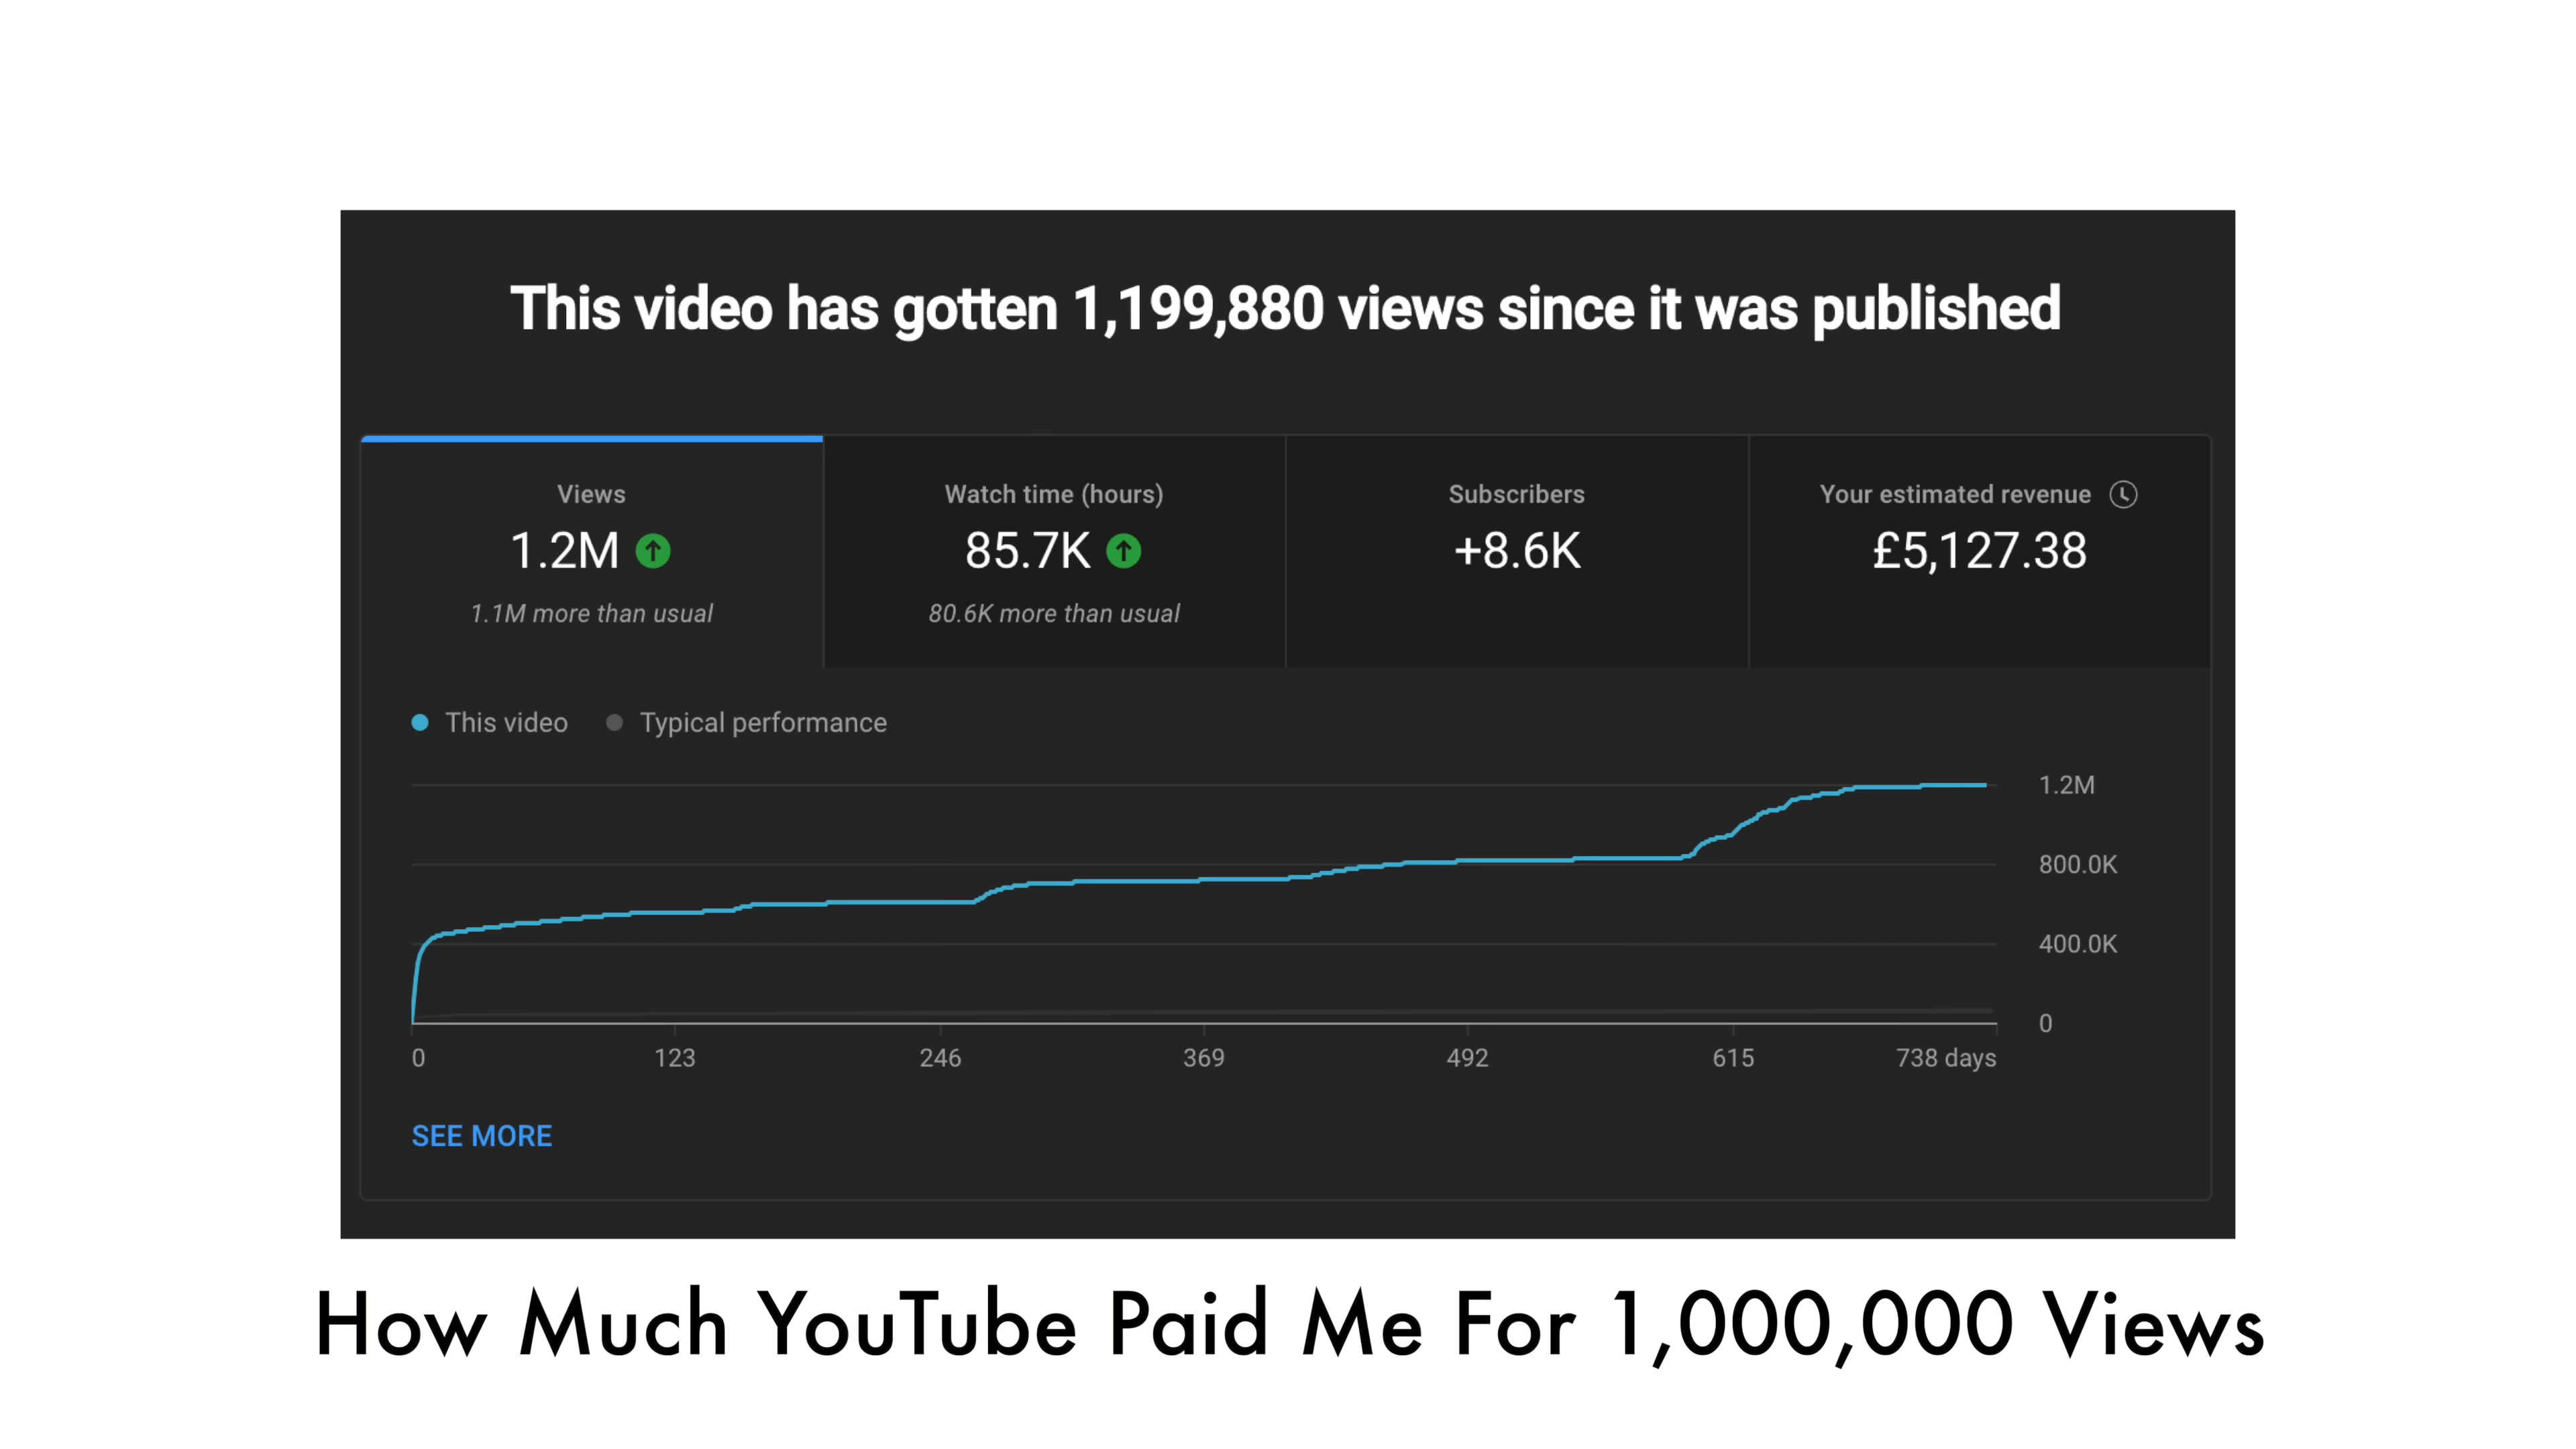 This video has gotten 1,199,880 views since it was published
Views
1.2M
1.1M more than usual
Watch time (hours)
85.7K
80.6K more than usual
Subscribers
+8.6K
Your estimated revenue
£5,127.38
This video
Typical performance
1.2M
800.0K
400.0K
0
0 123 246 369 492 615 738 days
SEE MORE
How Much YouTube Paid Me For 1,000,000 Views